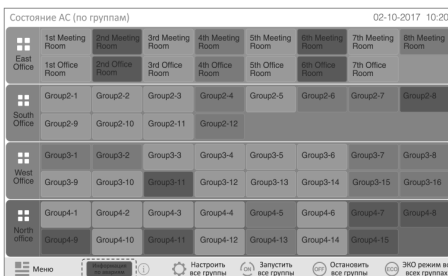 Состояние AC (по группам) 02-10-2017 10:20
East Office
1st Meeting Room 2nd Meeting Room 3rd Meeting Room 4th Meeting Room 5th Meeting Room 6th Meeting Room 7th Meeting Room 8th Meeting Room
1st Office Room 2nd Office Room 3rd Office Room 4th Office Room 5th Office Room 6th Office Room 7th Office Room
South Office
Group2-1 Group2-2 Group2-3 Group2-4 Group2-5 Group2-6 Group2-7 Group2-8
Group2-9 Group2-10 Group2-11 Group2-12
West Office
Group3-1 Group3-2 Group3-3 Group3-4 Group3-5 Group3-6 Group3-7 Group3-8
Group3-9 Group3-10 Group3-11 Group3-12 Group3-13 Group3-14 Group3-15 Group3-16
North office
Group4-1 Group4-2 Group4-3 Group4-4 Group4-5 Group4-6 Group4-7 Group4-8
Group4-9 Group4-10 Group4-11 Group4-12 Group4-13 Group4-14 Group4-15
Меню
i
Настроить все группы
ON
Запустить все группы
OFF
Остановить все группы
ECO
ЭКО режим во всех группах